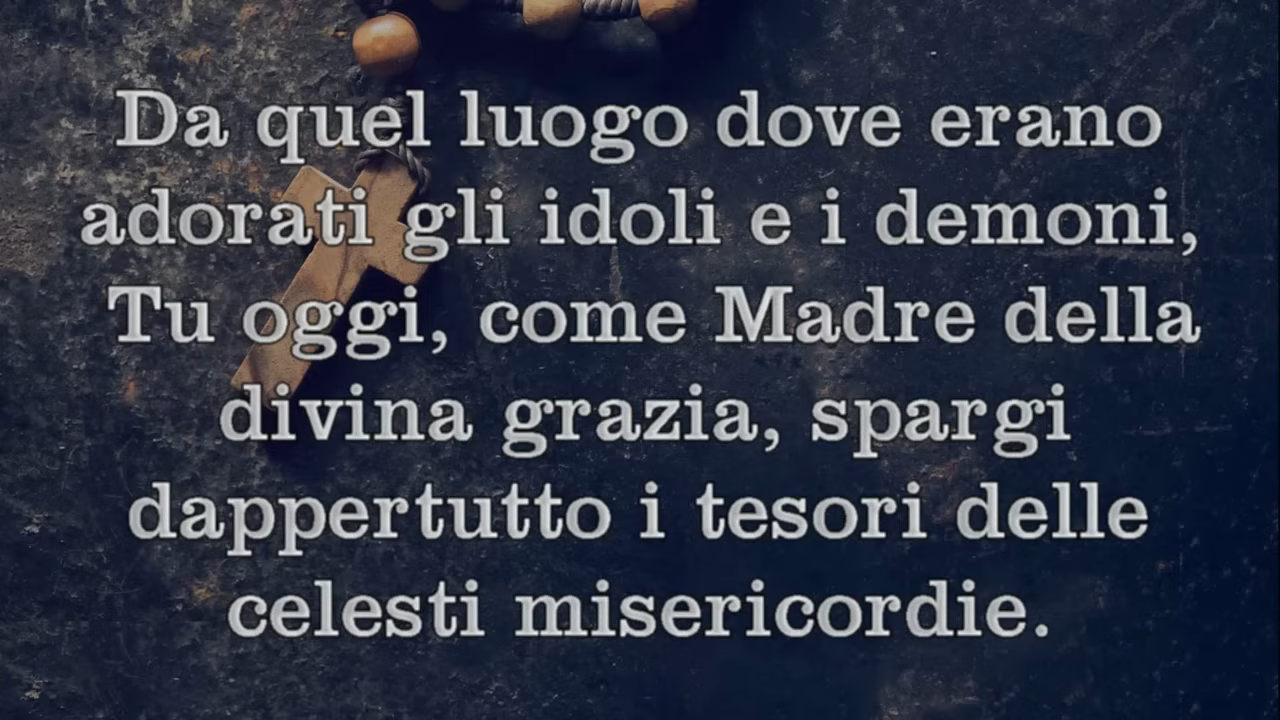 Da quel luogo dove erano
adorati gli idoli e i demoni,
Tu oggi, come Madre della
divina grazia, spargi
dappertutto i tesori delle
celesti misericordie.